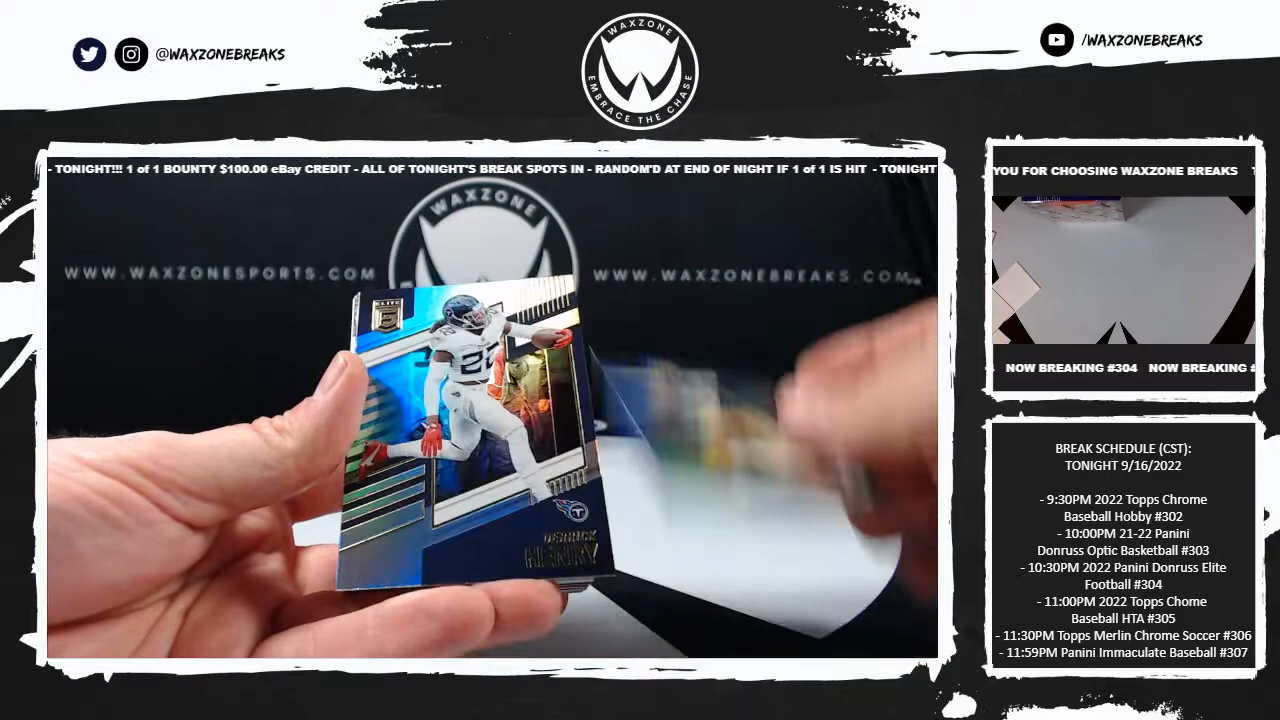 @WAXZONEBREAKS
WAXZONE
EMBRACE THE CHASE
/WAXZONEBREAKS
- TONIGHT!!! 1 of 1 BOUNTY $100.00 eBay CREDIT - ALL OF TONIGHT'S BREAK SPOTS IN - RANDOM'D AT END OF NIGHT IF 1 of 1 IS HIT - TONIGHT
WAXZONE
WWW.WAXZONESPORTS.COM
WWW.WAXZONEBREAKS.COM
ELITE
22
DERRICK
HENRY
YOU FOR CHOOSING WAXZONE BREAKS
NOW BREAKING #304 NOW BREAKING #
BREAK SCHEDULE (CST):
TONIGHT 9/16/2022
- 9:30PM 2022 Topps Chrome
Baseball Hobby #302
- 10:00PM 21-22 Panini
Donruss Optic Basketball #303
- 10:30PM 2022 Panini Donruss Elite
Football #304
- 11:00PM 2022 Topps Chome
Baseball HTA #305
- 11:30PM Topps Merlin Chrome Soccer #306
- 11:59PM Panini Immaculate Baseball #307